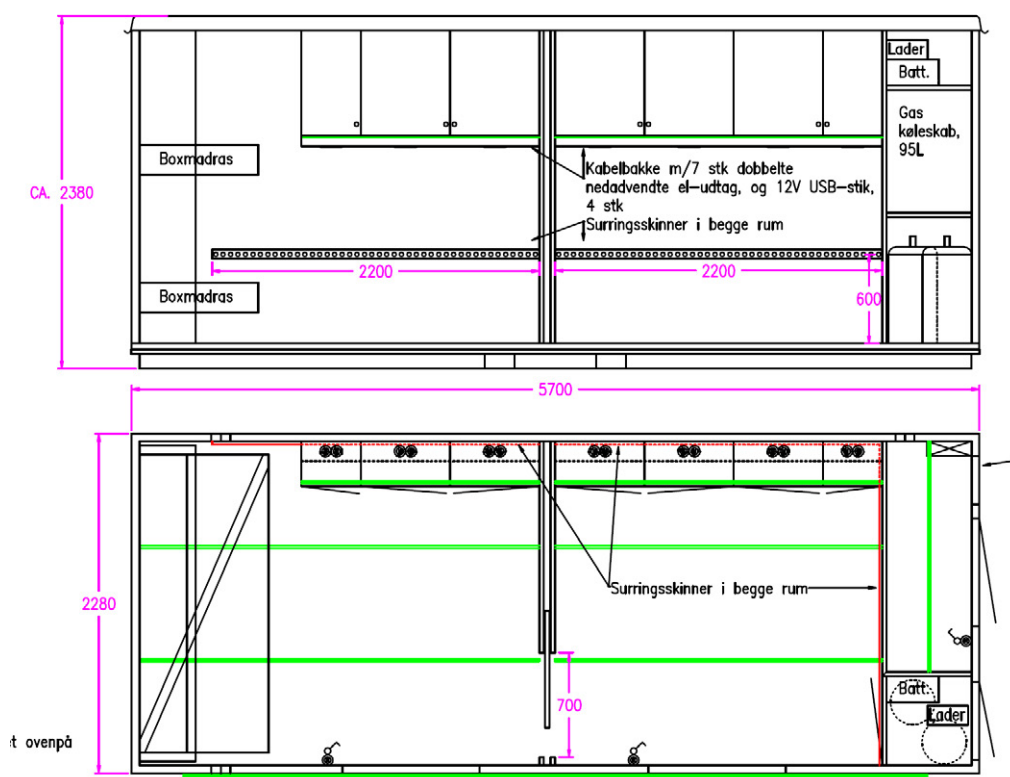 Lader
Batt.
Gas
køleskab,
95L
Boxmadras
CA. 2380
Kabelbakke m/7 stk dobbelte
nedadvendte el-udtag, og 12V USB-stik,
4 stk
Surringsskinner i begge rum
2200
2200
Boxmadras
600
5700
2280
Surringsskinner i begge rum
700
Batt.
Lader
t ovenpå